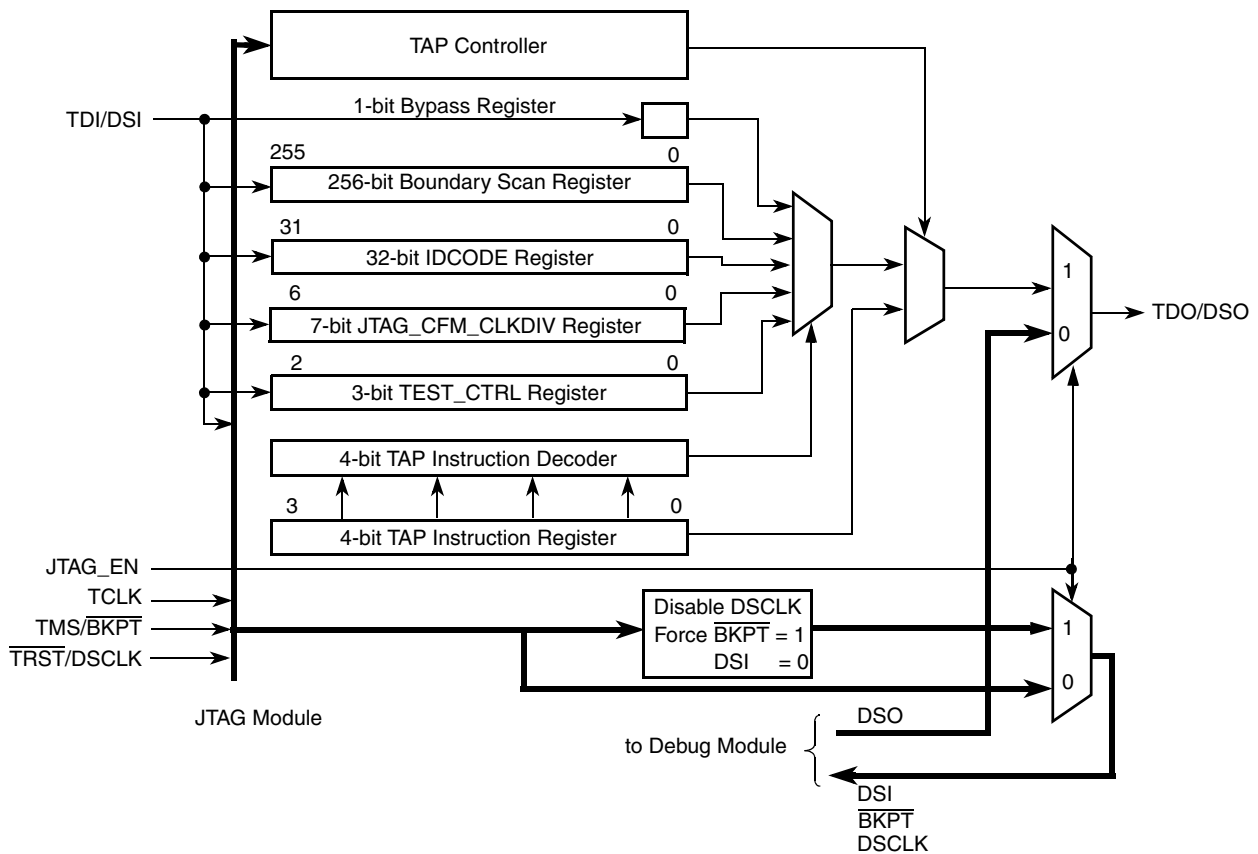 TAP Controller
1-bit Bypass Register
TDI/DSI
255 0
256-bit Boundary Scan Register
31 0
32-bit IDCODE Register
6 0
7-bit JTAG_CFM_CLKDIV Register
2 0
3-bit TEST_CTRL Register
4-bit TAP Instruction Decoder
3 0
4-bit TAP Instruction Register
1
0
TDO/DSO
JTAG_EN
TCLK
TMS/BKPT
TRST/DSCLK
Disable DSCLK
Force BKPT = 1
DSI = 0
1
0
JTAG Module
DSO
to Debug Module
DSI
BKPT
DSCLK